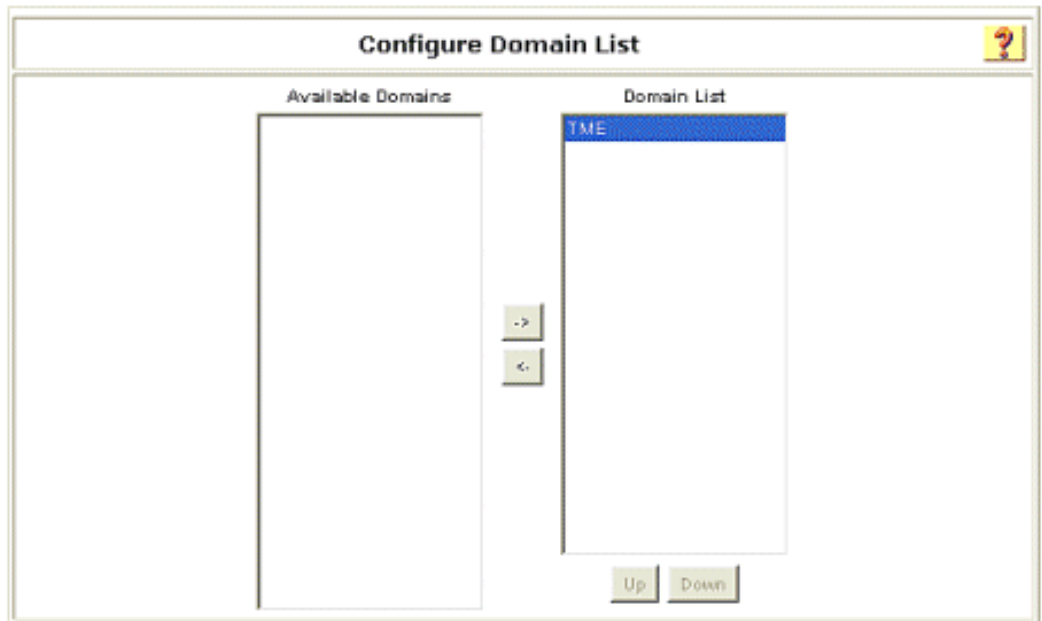 Configure Domain List
?
Available Domains
Domain List
TME
->
<-
Up
Down